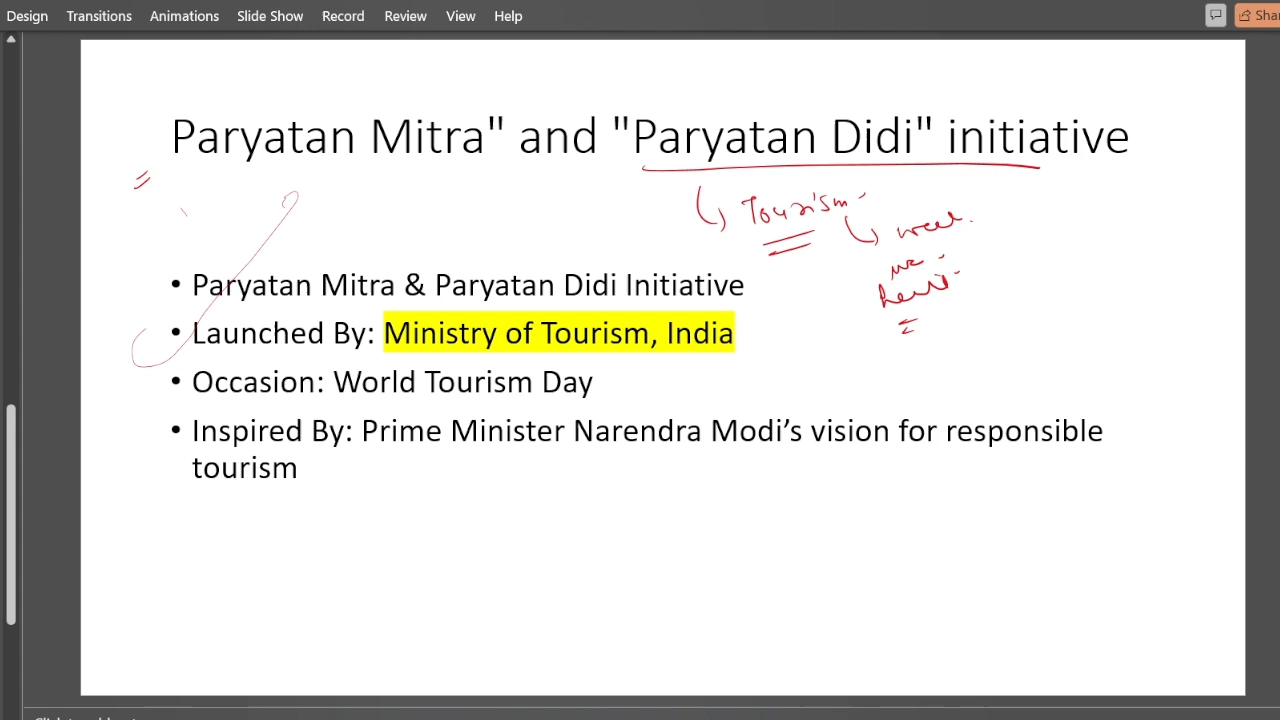 Design Transitions Animations Slide Show Record Review View Help Shar
Paryatan Mitra" and "Paryatan Didi" initiative
Tourism
• Paryatan Mitra & Paryatan Didi Initiative
• Launched By: Ministry of Tourism, India
• Occasion: World Tourism Day
• Inspired By: Prime Minister Narendra Modi’s vision for responsible
tourism